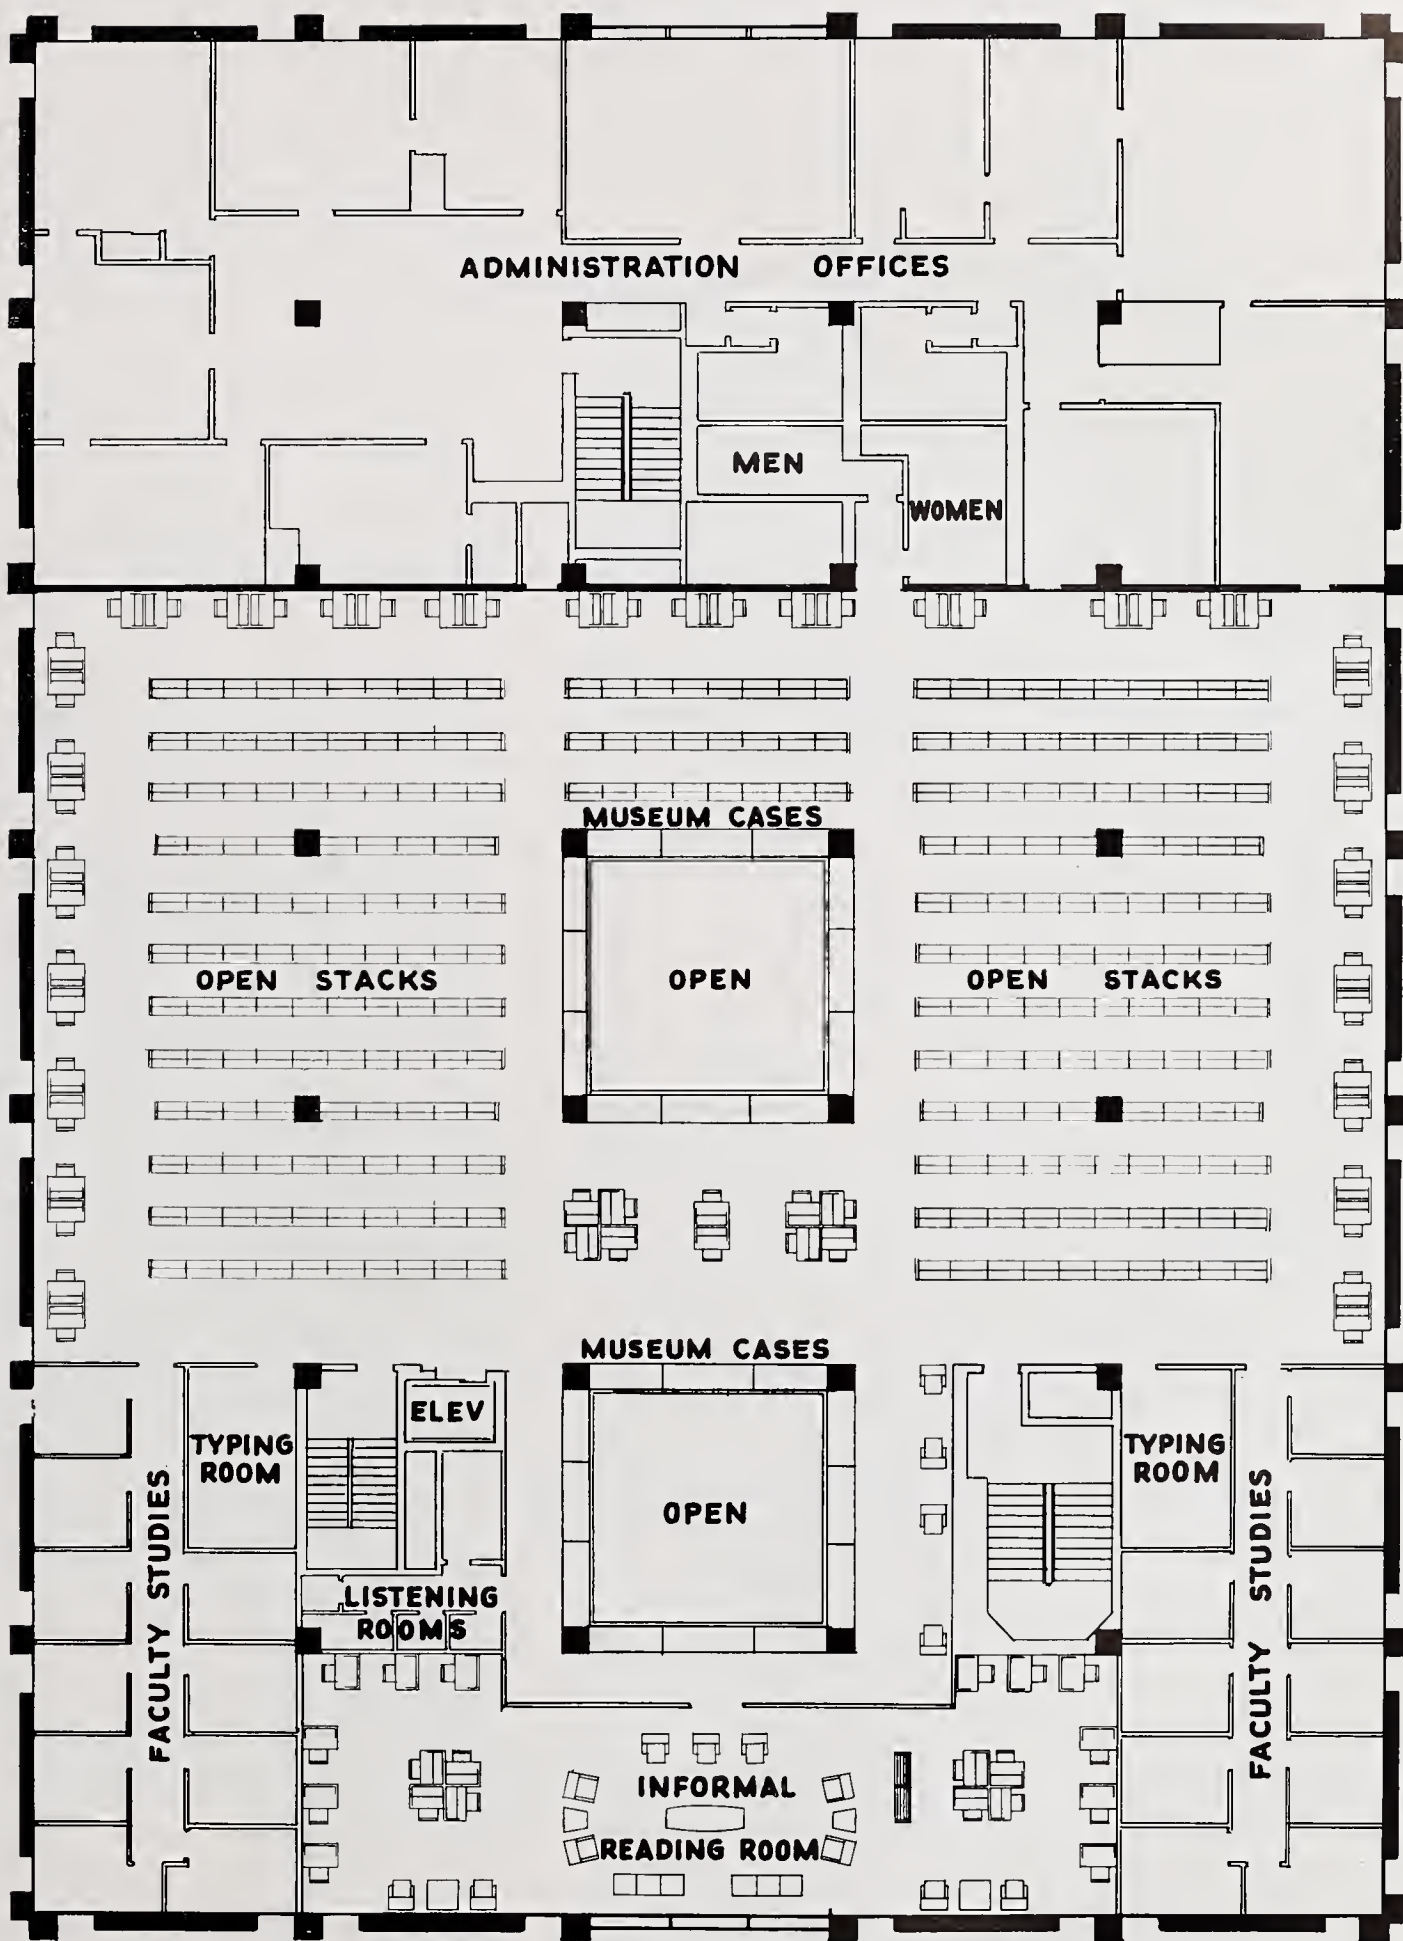 ADMINISTRATION OFFICES
MEN
WOMEN
MUSEUM CASES
OPEN STACKS
OPEN
OPEN STACKS
MUSEUM CASES
ELEV
TYPING
ROOM
TYPING
ROOM
OPEN
FACULTY STUDIES
FACULTY STUDIES
LISTENING
ROOMS
INFORMAL
READING ROOM